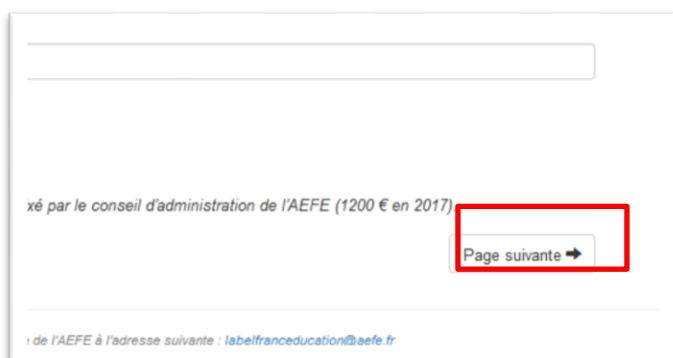 xé par le conseil d'administration de l'AEFE (1200 € en 2017).
Page suivante
de l'AEFE à l'adresse suivante : labelfranceducation@aefe.fr